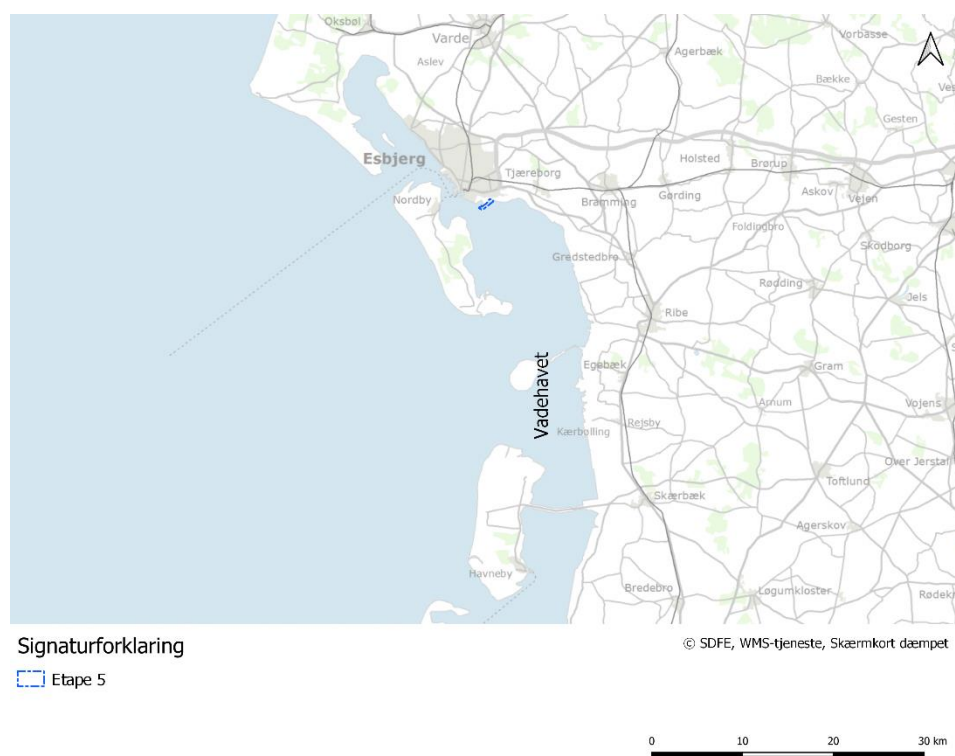 Oksbøl
Varde
Vorbasse
Agerbæk
Aslev
Bække
Gesten
Esbjerg
Holsted
Brørup
Tjæreborg
Askov
Vejen
Nordby
Bramming
Gørding
Foldingbro
Skodborg
Gredstedbro
Rødding
Jels
Ribe
Egebæk
Gram
Vadehavet
Arnum
Vojens
Rejsby
Kærbølling
Over Jerstal
Toftlund
Skærbæk
Agerskov
Havneby
Bredebro
Løgumkloster
Signaturforklaring
© SDFE, WMS-tjeneste, Skærmkort dæmpet
Etape 5
0 10 20 30 km